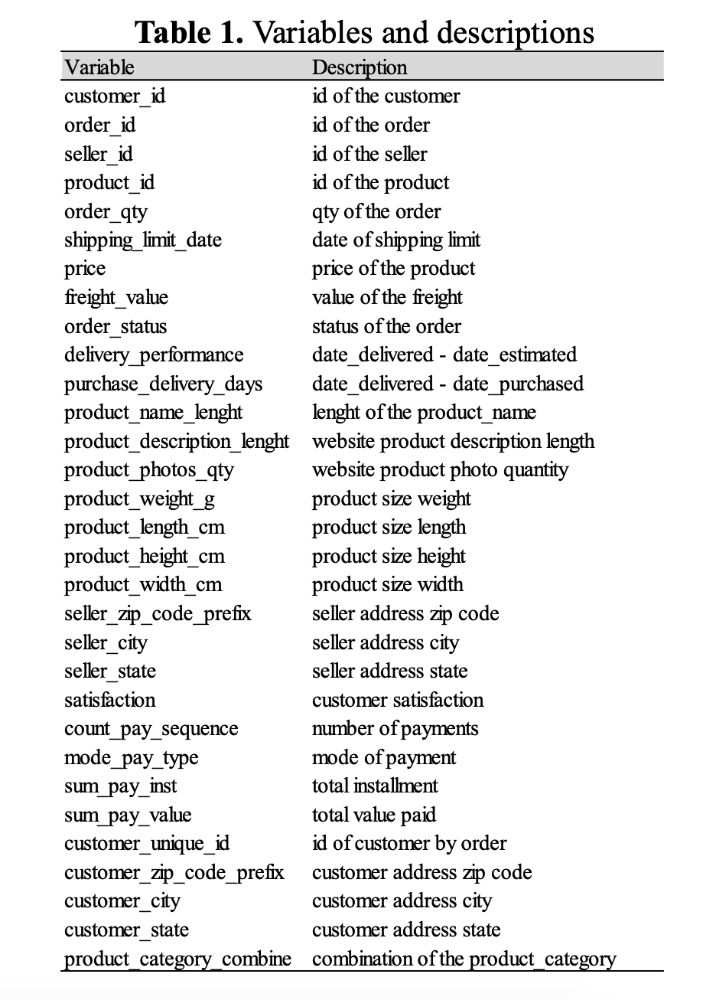 Table 1. Variables and descriptions
Variable Description
customer_id id of the customer
order_id id of the order
seller_id id of the seller
product_id id of the product
order_qty qty of the order
shipping_limit_date date of shipping limit
price price of the product
freight_value value of the freight
order_status status of the order
delivery_performance date_delivered - date_estimated
purchase_delivery_days date_delivered - date_purchased
product_name_lenght lenght of the product_name
product_description_lenght website product description length
product_photos_qty website product photo quantity
product_weight_g product size weight
product_length_cm product size length
product_height_cm product size height
product_width_cm product size width
seller_zip_code_prefix seller address zip code
seller_city seller address city
seller_state seller address state
satisfaction customer satisfaction
count_pay_sequence number of payments
mode_pay_type mode of payment
sum_pay_inst total installment
sum_pay_value total value paid
customer_unique_id id of customer by order
customer_zip_code_prefix customer address zip code
customer_city customer address city
customer_state customer address state
product_category_combine combination of the product_category